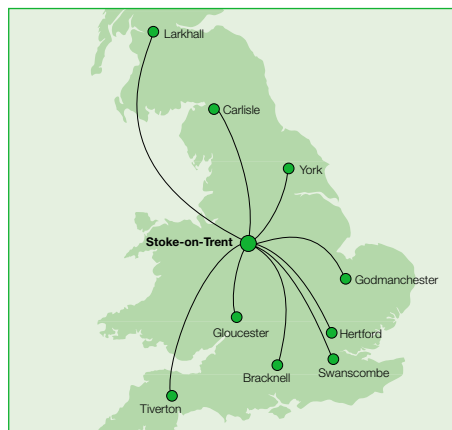 Larkhall
Carlisle
York
Stoke-on-Trent
Godmanchester
Gloucester
Hertford
Swanscombe
Bracknell
Tiverton